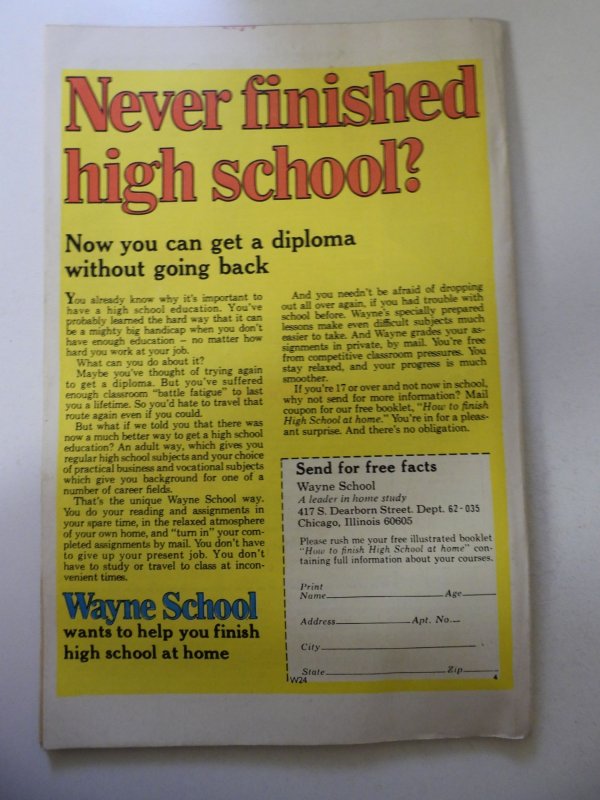 Never finished
high school?
Now you can get a diploma
without going back
You already know why it's important to
have a high school education. You've
probably learned the hard way that it can
be a mighty big handicap when you don't
have enough education – no matter how
hard you work at your job.
What can you do about it?
Maybe you've thought of trying again
to get a diploma. But you've suffered
enough classroom "battle fatigue" to last
you a lifetime. So you'd hate to travel that
route again even if you could.
But what if we told you that there was
now a much better way to get a high school
education? An adult way, which gives you
regular high school subjects and your choice
of practical business and vocational subjects
which give you background for one of a
number of career fields.
That's the unique Wayne School way.
You do your reading and assignments in
your spare time, in the relaxed atmosphere
of your own home, and "turn in" your com-
pleted assignments by mail. You don't have
to give up your present job. You don't
have to study or travel to class at incon-
venient times.
Wayne School
wants to help you finish
high school at home
And you needn't be afraid of dropping
out all over again, if you had trouble with
school before. Wayne's specially prepared
lessons make even difficult subjects much
easier to take. And Wayne grades your as-
signments in private, by mail. You're free
from competitive classroom pressures. You
stay relaxed, and your progress is much
smoother.
If you're 17 or over and not now in school,
why not send for more information? Mail
coupon for our free booklet, "How to finish
High School at home." You're in for a pleas-
ant surprise. And there's no obligation.
Send for free facts
Wayne School
A leader in home study
417 S. Dearborn Street. Dept. 62-035
Chicago, Illinois 60605
Please rush me your free illustrated booklet
"How to finish High School at home" con-
taining full information about your courses.
Print
Name Age
Address Apt. No.
City
State Zip
W24 4